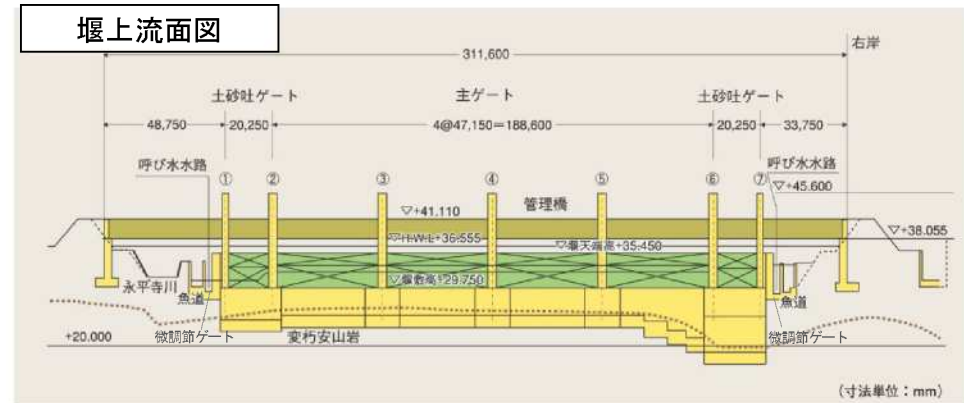 堰上流面図
右岸
311,600
土砂吐ゲート 主ゲート 土砂吐ゲート
48,750 20,250 4@47,150=188,600 20,250 33,750
呼び水水路 呼び水水路
① ② ③ ④ ⑤ ⑥ ⑦
▽+45.600
管理橋
▽+41.110
▽+38.055
▽H.W.L+36.555
▽堰天端高+35.450
▽堰敷高+29.750
永平寺川
魚道 魚道
+20.000
微調節ゲート 変朽安山岩 微調節ゲート
(寸法単位：mm)